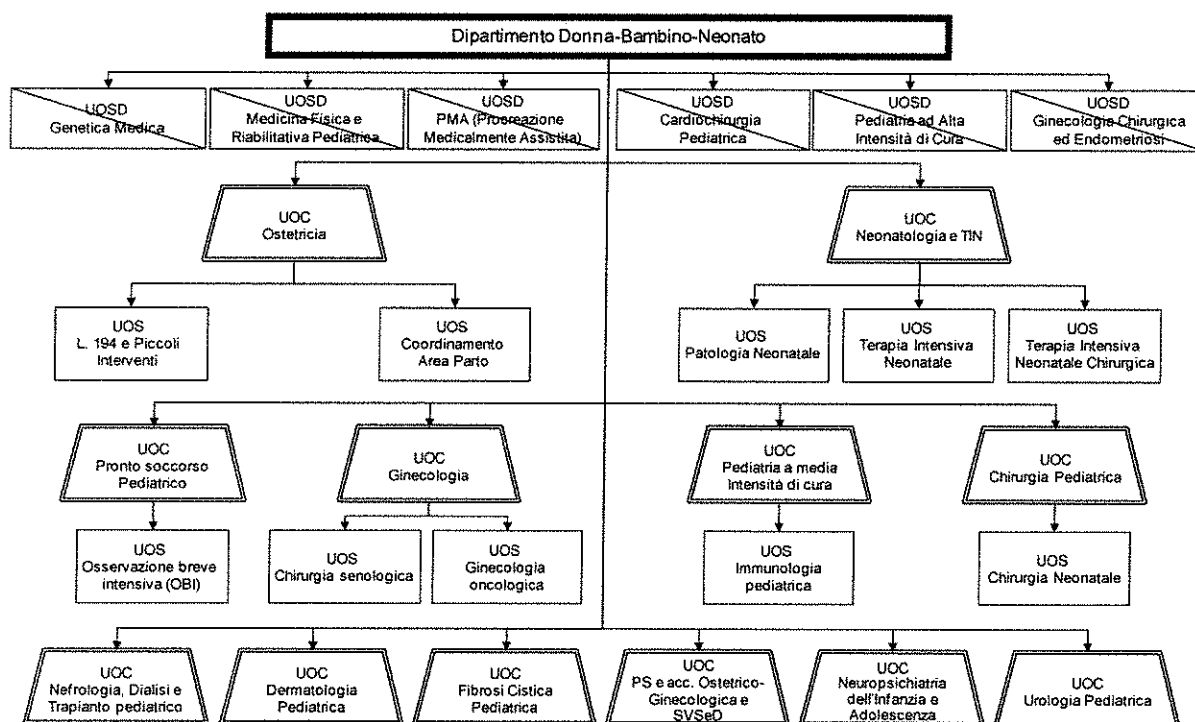 Dipartimento Donna-Bambino-Neonato
UOSD
Genetica Medica
UOSD
Medicina Fisica e
Riabilitativa Pediatrica
UOSD
PMA (Procreazione
Medicalmente Assistita)
UOSD
Cardiochirurgia
Pediatrica
UOSD
Pediatria ad Alta
Intensità di Cura
UOSD
Ginecologia Chirurgica
ed Endometriosi
UOC
Ostetricia
UOC
Neonatologia e TIN
UOS
L. 194 e Piccoli
Interventi
UOS
Coordinamento
Area Parto
UOS
Patologia Neonatale
UOS
Terapia Intensiva
Neonatale
UOS
Terapia Intensiva
Neonatale Chirurgica
UOC
Pronto soccorso
Pediatrico
UOC
Ginecologia
UOC
Pediatria a media
Intensità di cura
UOC
Chirurgia Pediatrica
UOS
Osservazione breve
intensiva (OBI)
UOS
Chirurgia senologica
UOS
Ginecologia
oncologica
UOS
Immunologia
pediatrica
UOS
Chirurgia Neonatale
UOC
Nefrologia, Dialisi e
Trapianto pediatrico
UOC
Dermatologia
Pediatrica
UOC
Fibrosi Cistica
Pediatrica
UOC
PS e acc. Ostetrico-
Ginecologica e
SVSeD
UOC
Neuropsichiatria
dell'Infanzia e
Adolescenza
UOC
Urologia Pediatrica